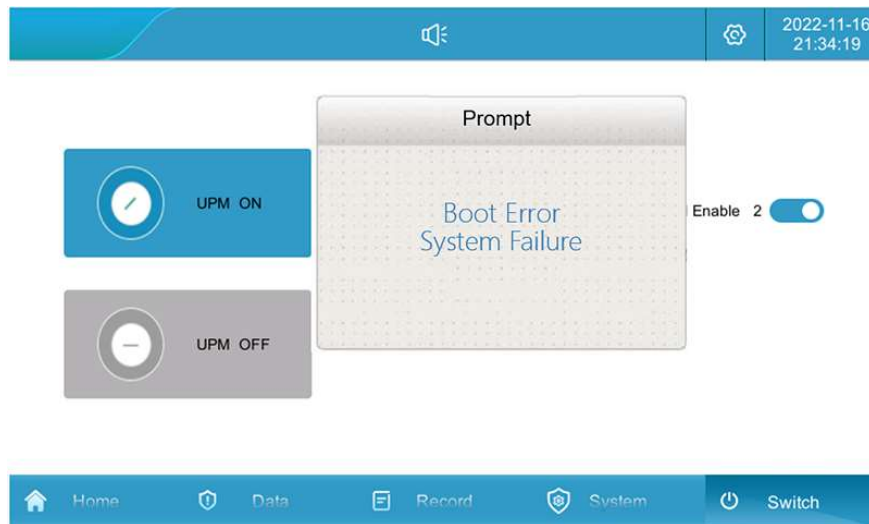 2022-11-16
21:34:19
Prompt
UPM ON
Boot Error
System Failure
Enable 2
UPM OFF
Home
Data
Record
System
Switch